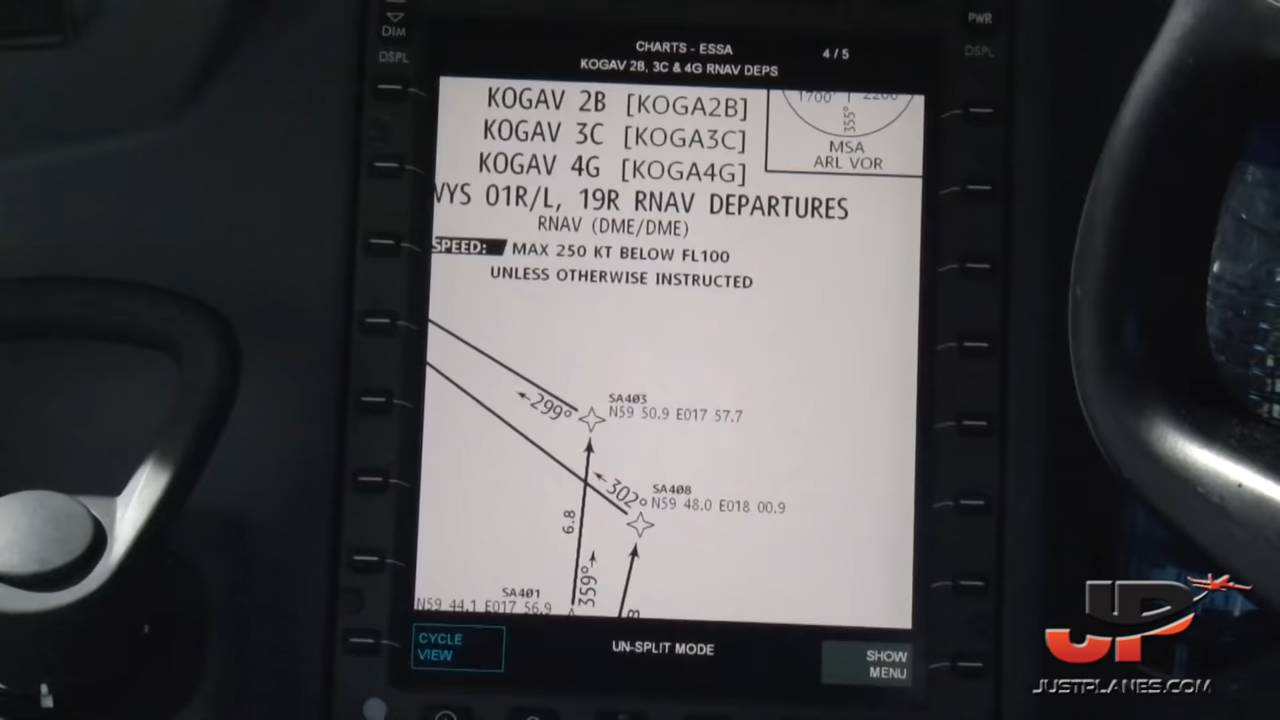 DIM
DSPL
PWR
DSPL
CHARTS - ESSA
4 / 5
KOGAV 2B, 3C & 4G RNAV DEPS
KOGAV 2B [KOGA2B]
KOGAV 3C [KOGA3C]
KOGAV 4G [KOGA4G]
1700' 2200'
355°
MSA
ARL VOR
WYS 01R/L, 19R RNAV DEPARTURES
RNAV (DME/DME)
SPEED: MAX 250 KT BELOW FL100
UNLESS OTHERWISE INSTRUCTED
299°
SA403
N59 50.9 E017 57.7
302°
SA408
N59 48.0 E018 00.9
6.8
359°
SA401
N59 44.1 E017 56.9
CYCLE
VIEW
UN-SPLIT MODE
SHOW
MENU
JP
JUSTPLANES.COM